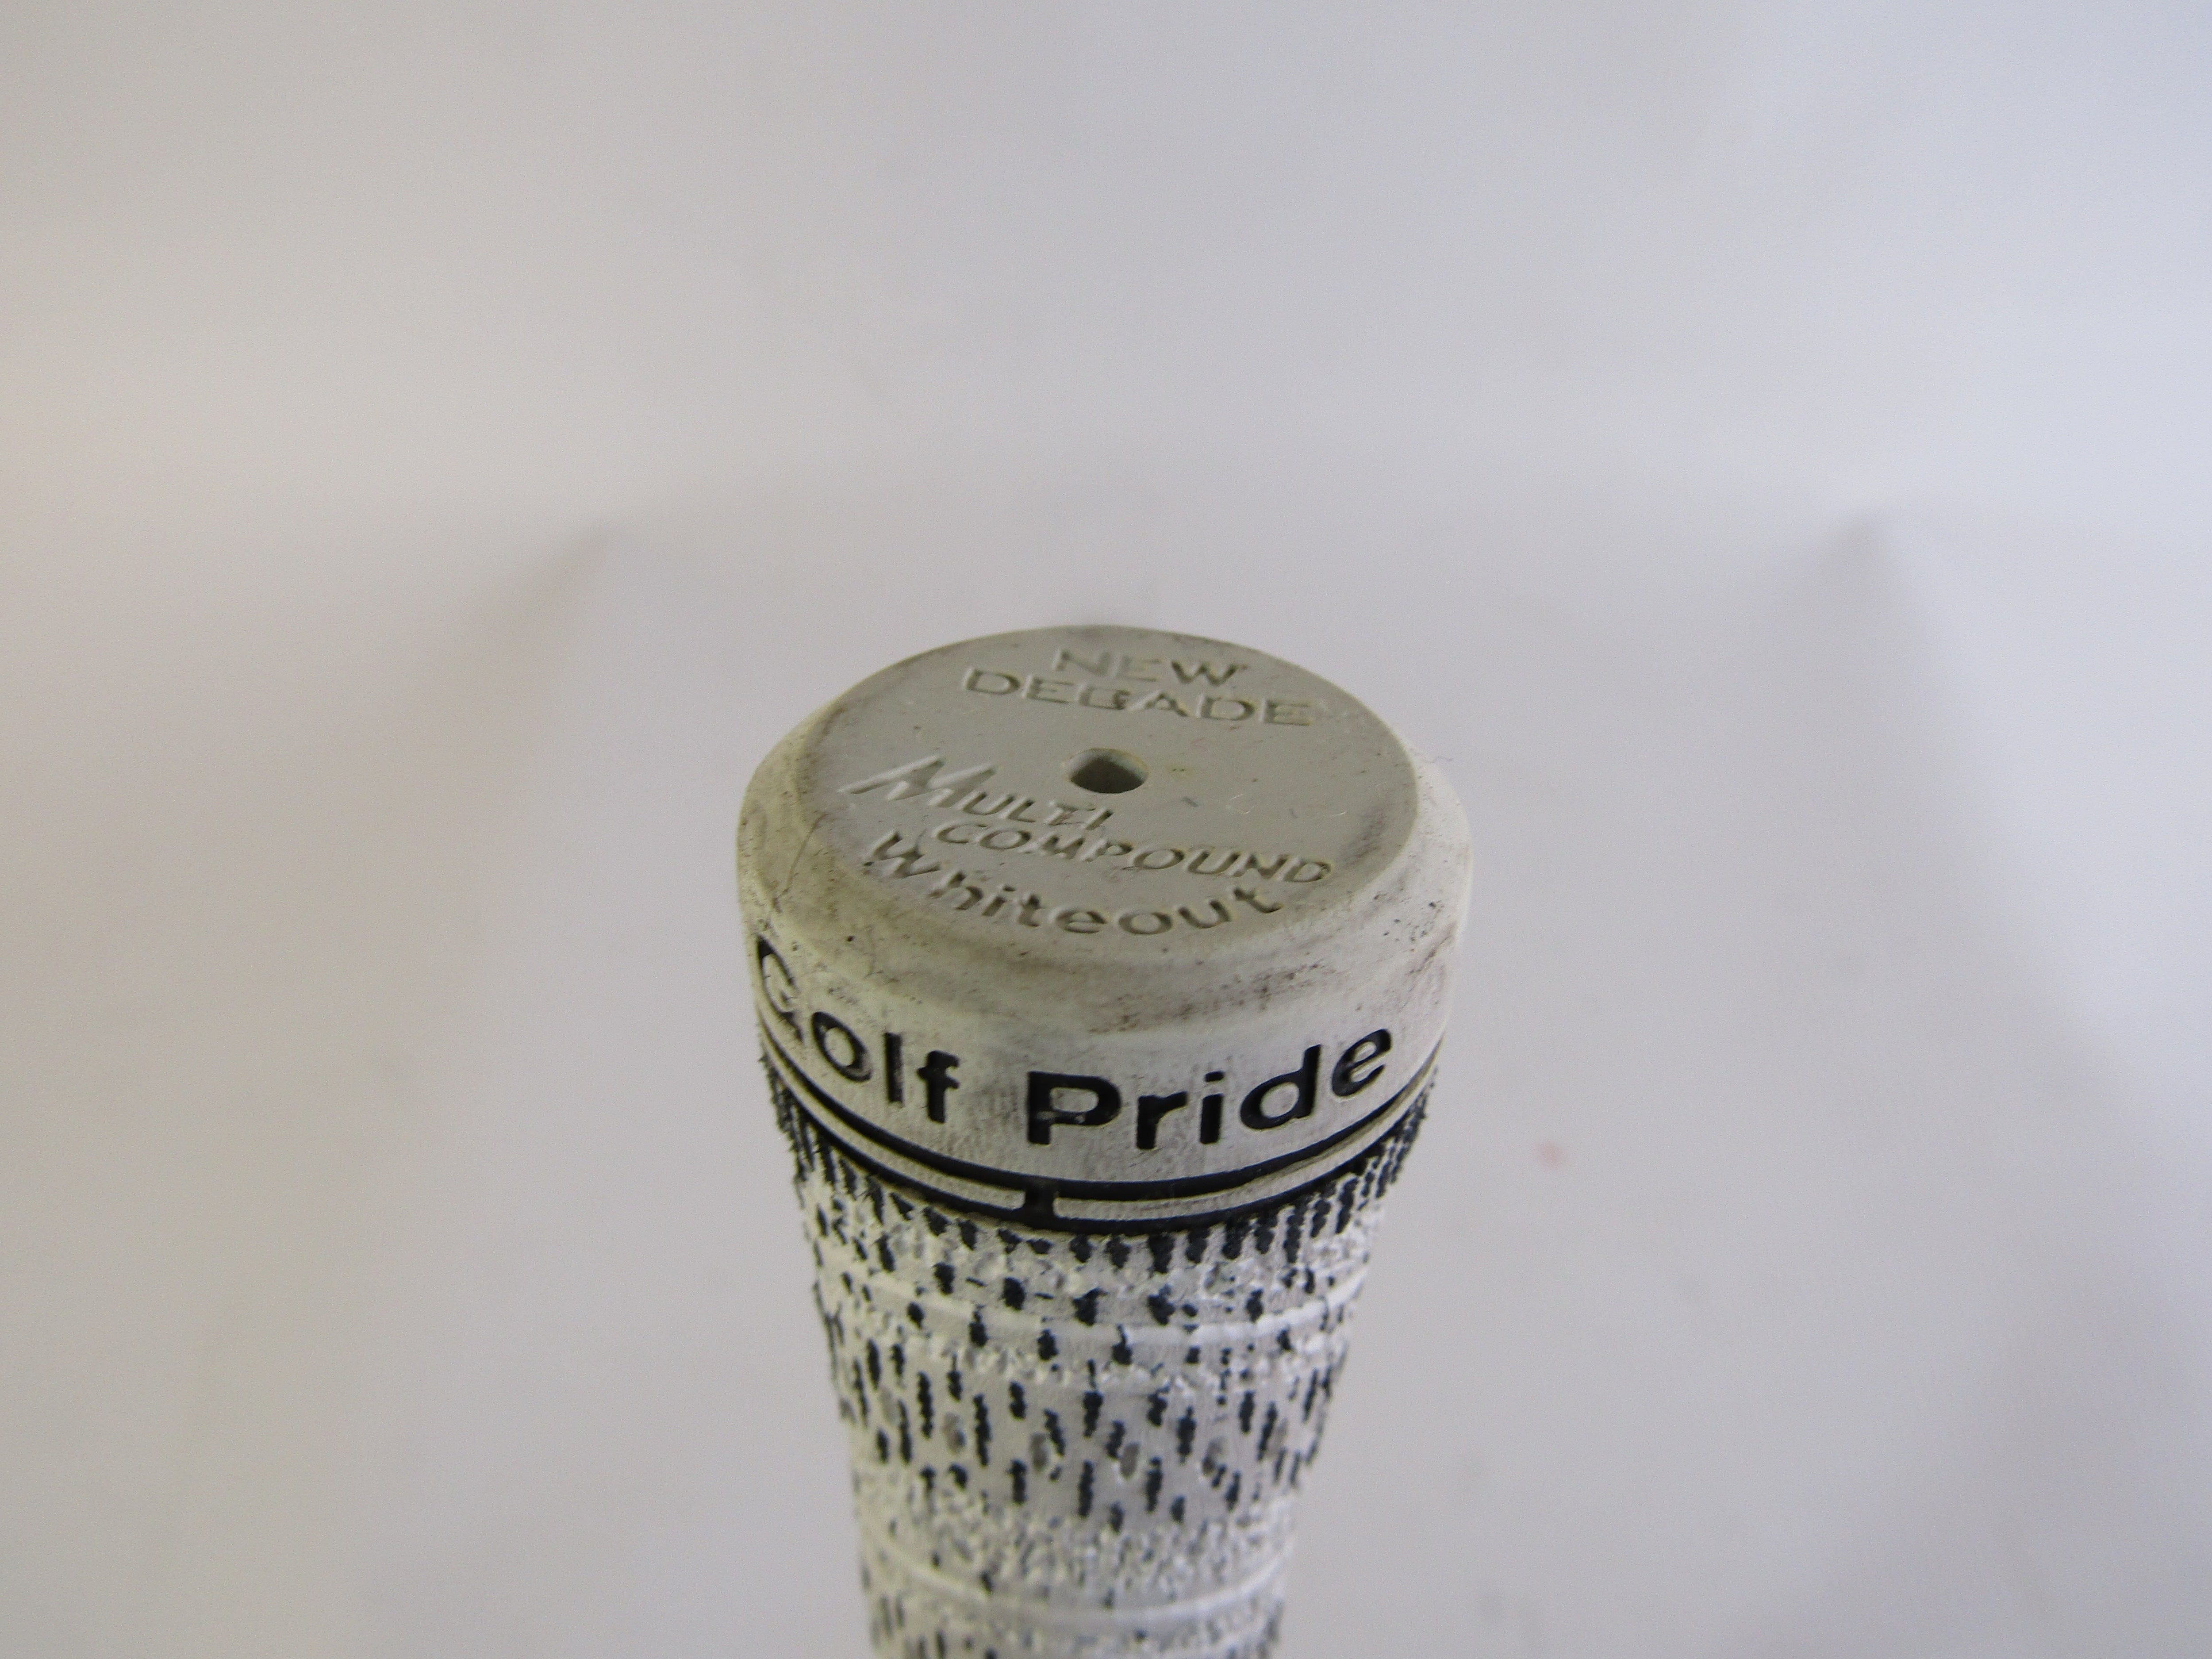 NEW
DECADE
MULTI
COMPOUND
Whiteout
Golf Pride